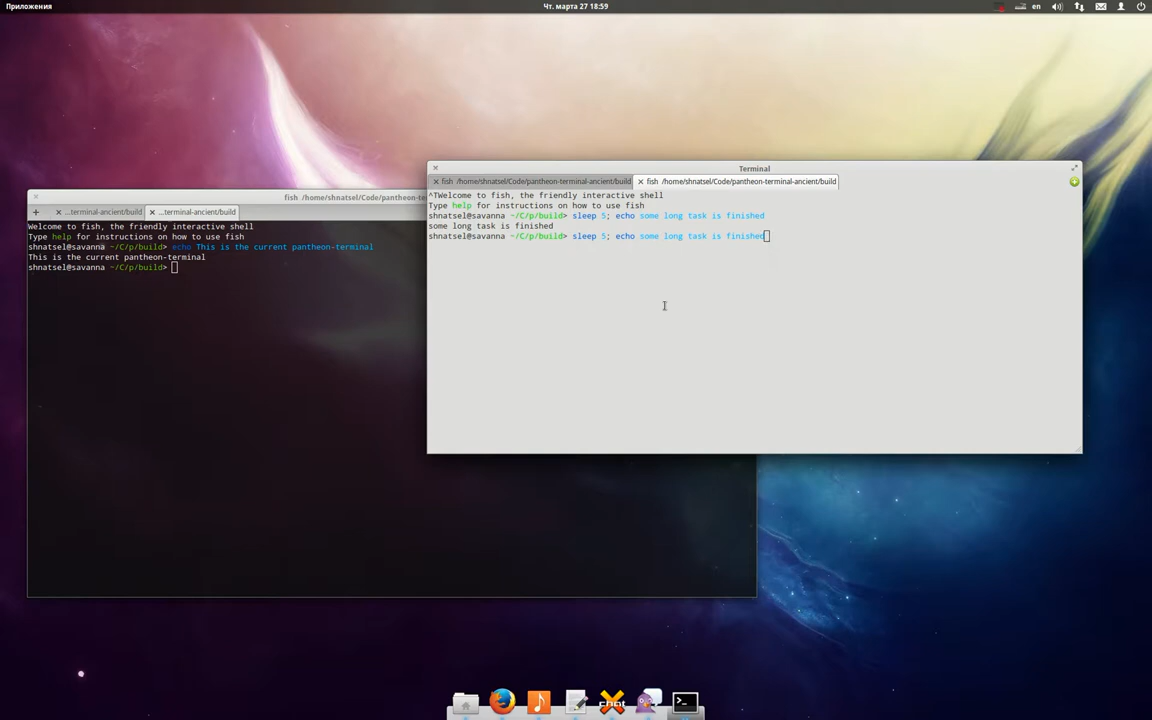 Приложения
Чт. марта 27 18:59
en
Terminal
fish /home/shnatsel/Code/pantheon-terminal-ancient/build
fish /home/shnatsel/Code/pantheon-terminal-ancient/build
^TWelcome to fish, the friendly interactive shell
Type help for instructions on how to use fish
shnatsel@savanna ~/C/p/build> sleep 5; echo some long task is finished
some long task is finished
shnatsel@savanna ~/C/p/build> sleep 5; echo some long task is finished
fish /home/shnatsel/Code/pantheon-te
...terminal-ancient/build
...terminal-ancient/build
Welcome to fish, the friendly interactive shell
Type help for instructions on how to use fish
shnatsel@savanna ~/C/p/build> echo This is the current pantheon-terminal
This is the current pantheon-terminal
shnatsel@savanna ~/C/p/build>